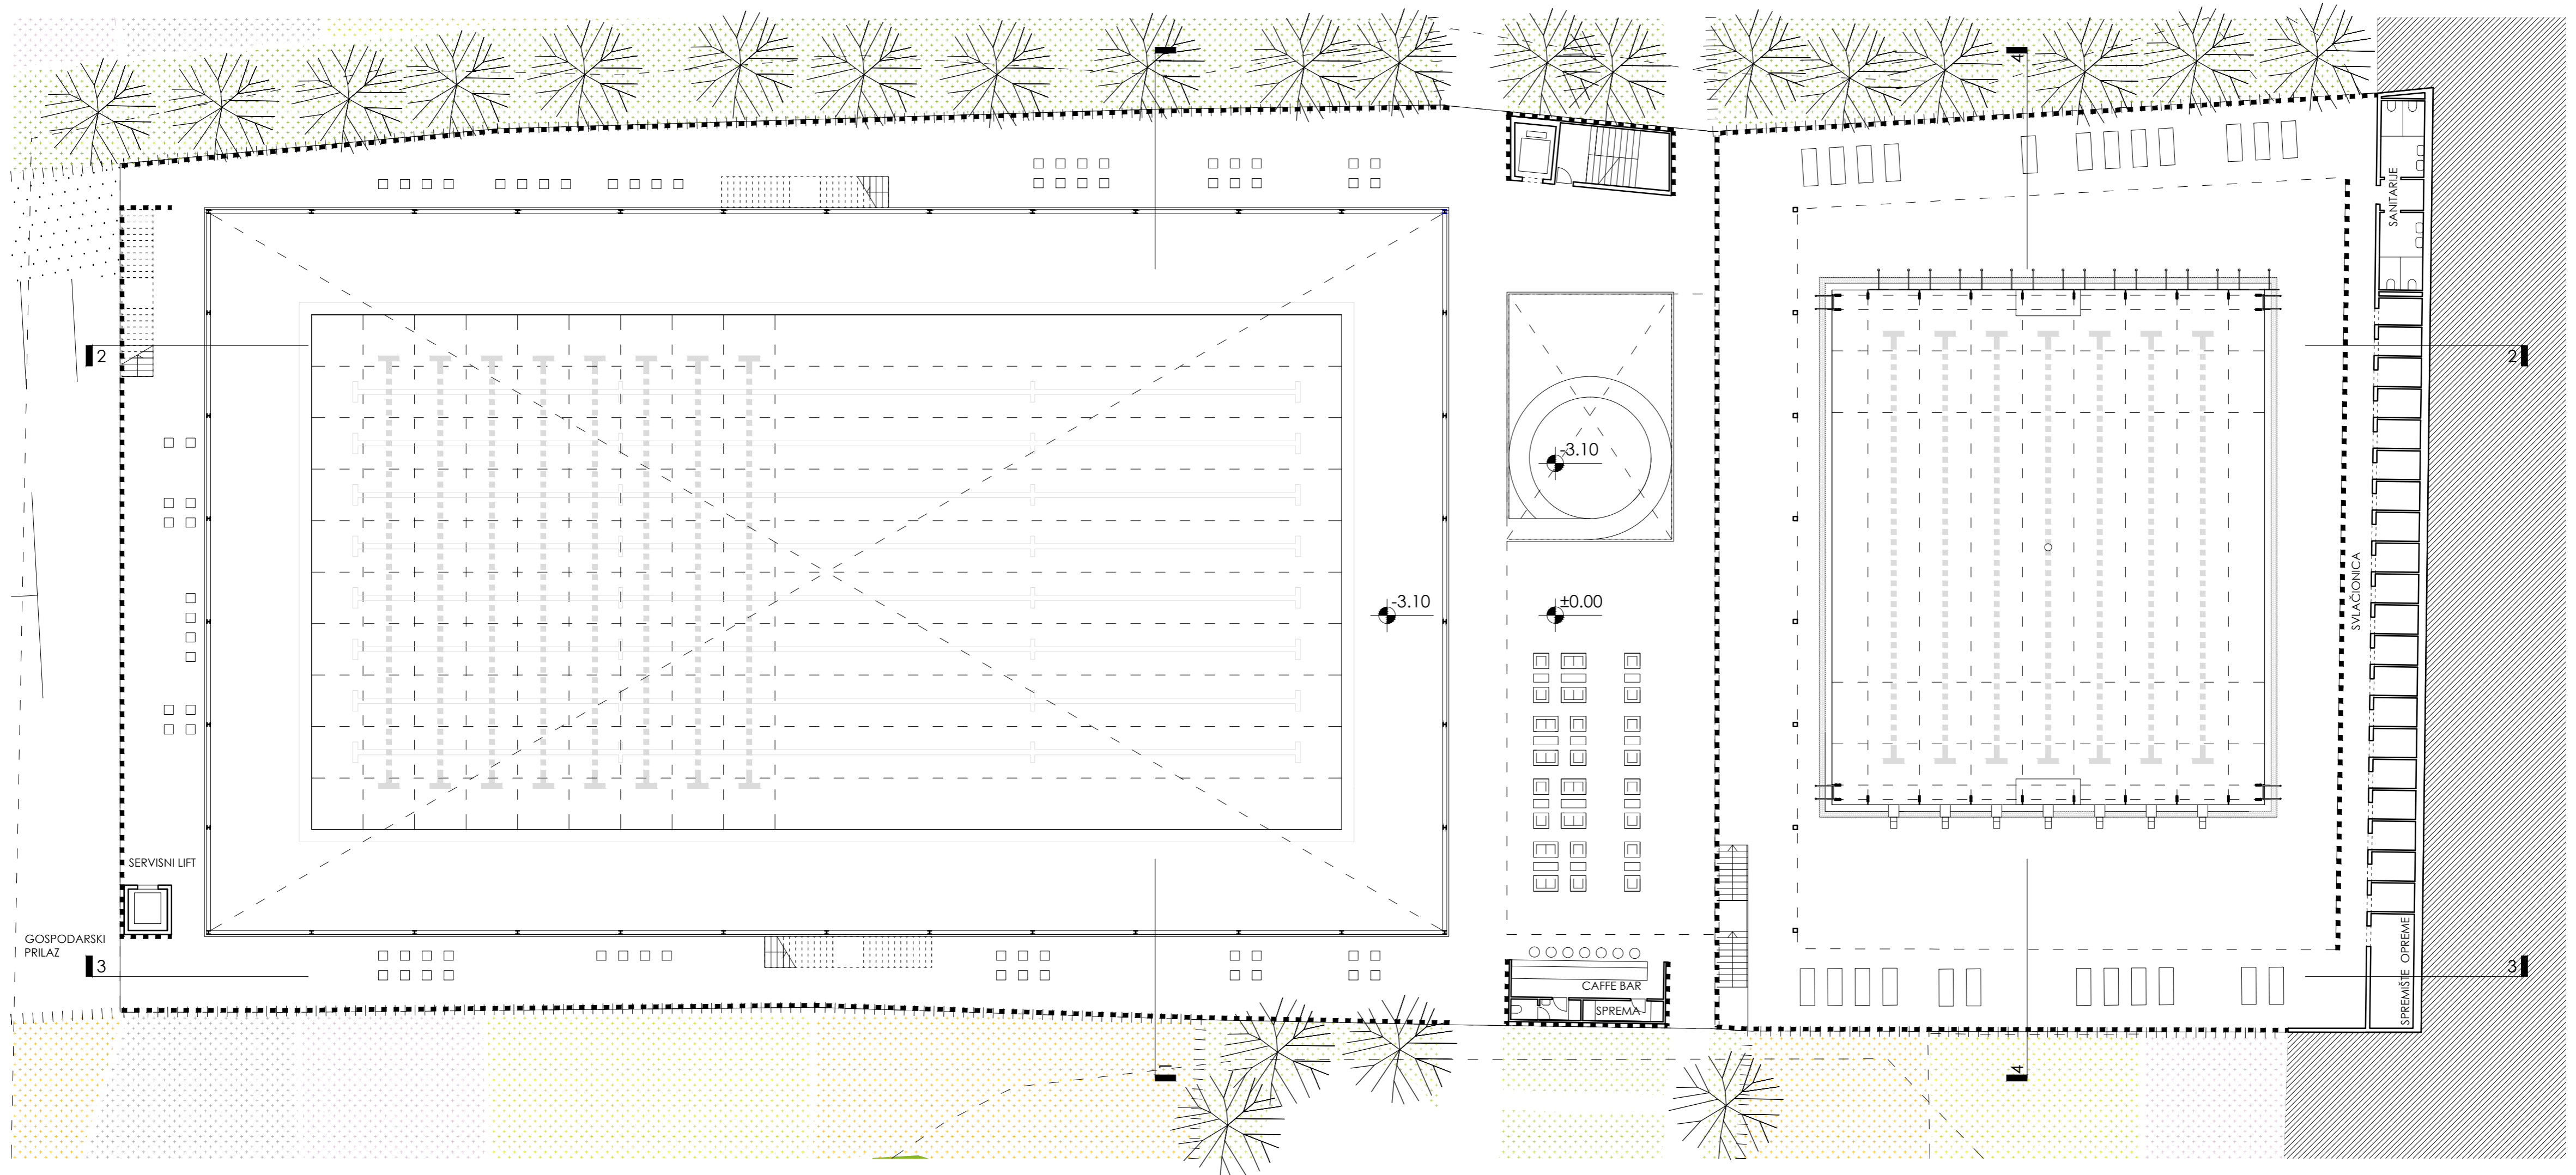 4
SANITARIJE
2
2
-3.10
-3.10
±0.00
SVLAČIONICA
SERVISNI LIFT
GOSPODARSKI
PRILAZ
3
3
CAFFE BAR
SPREMA
SPREMIŠTE OPREME
1
4